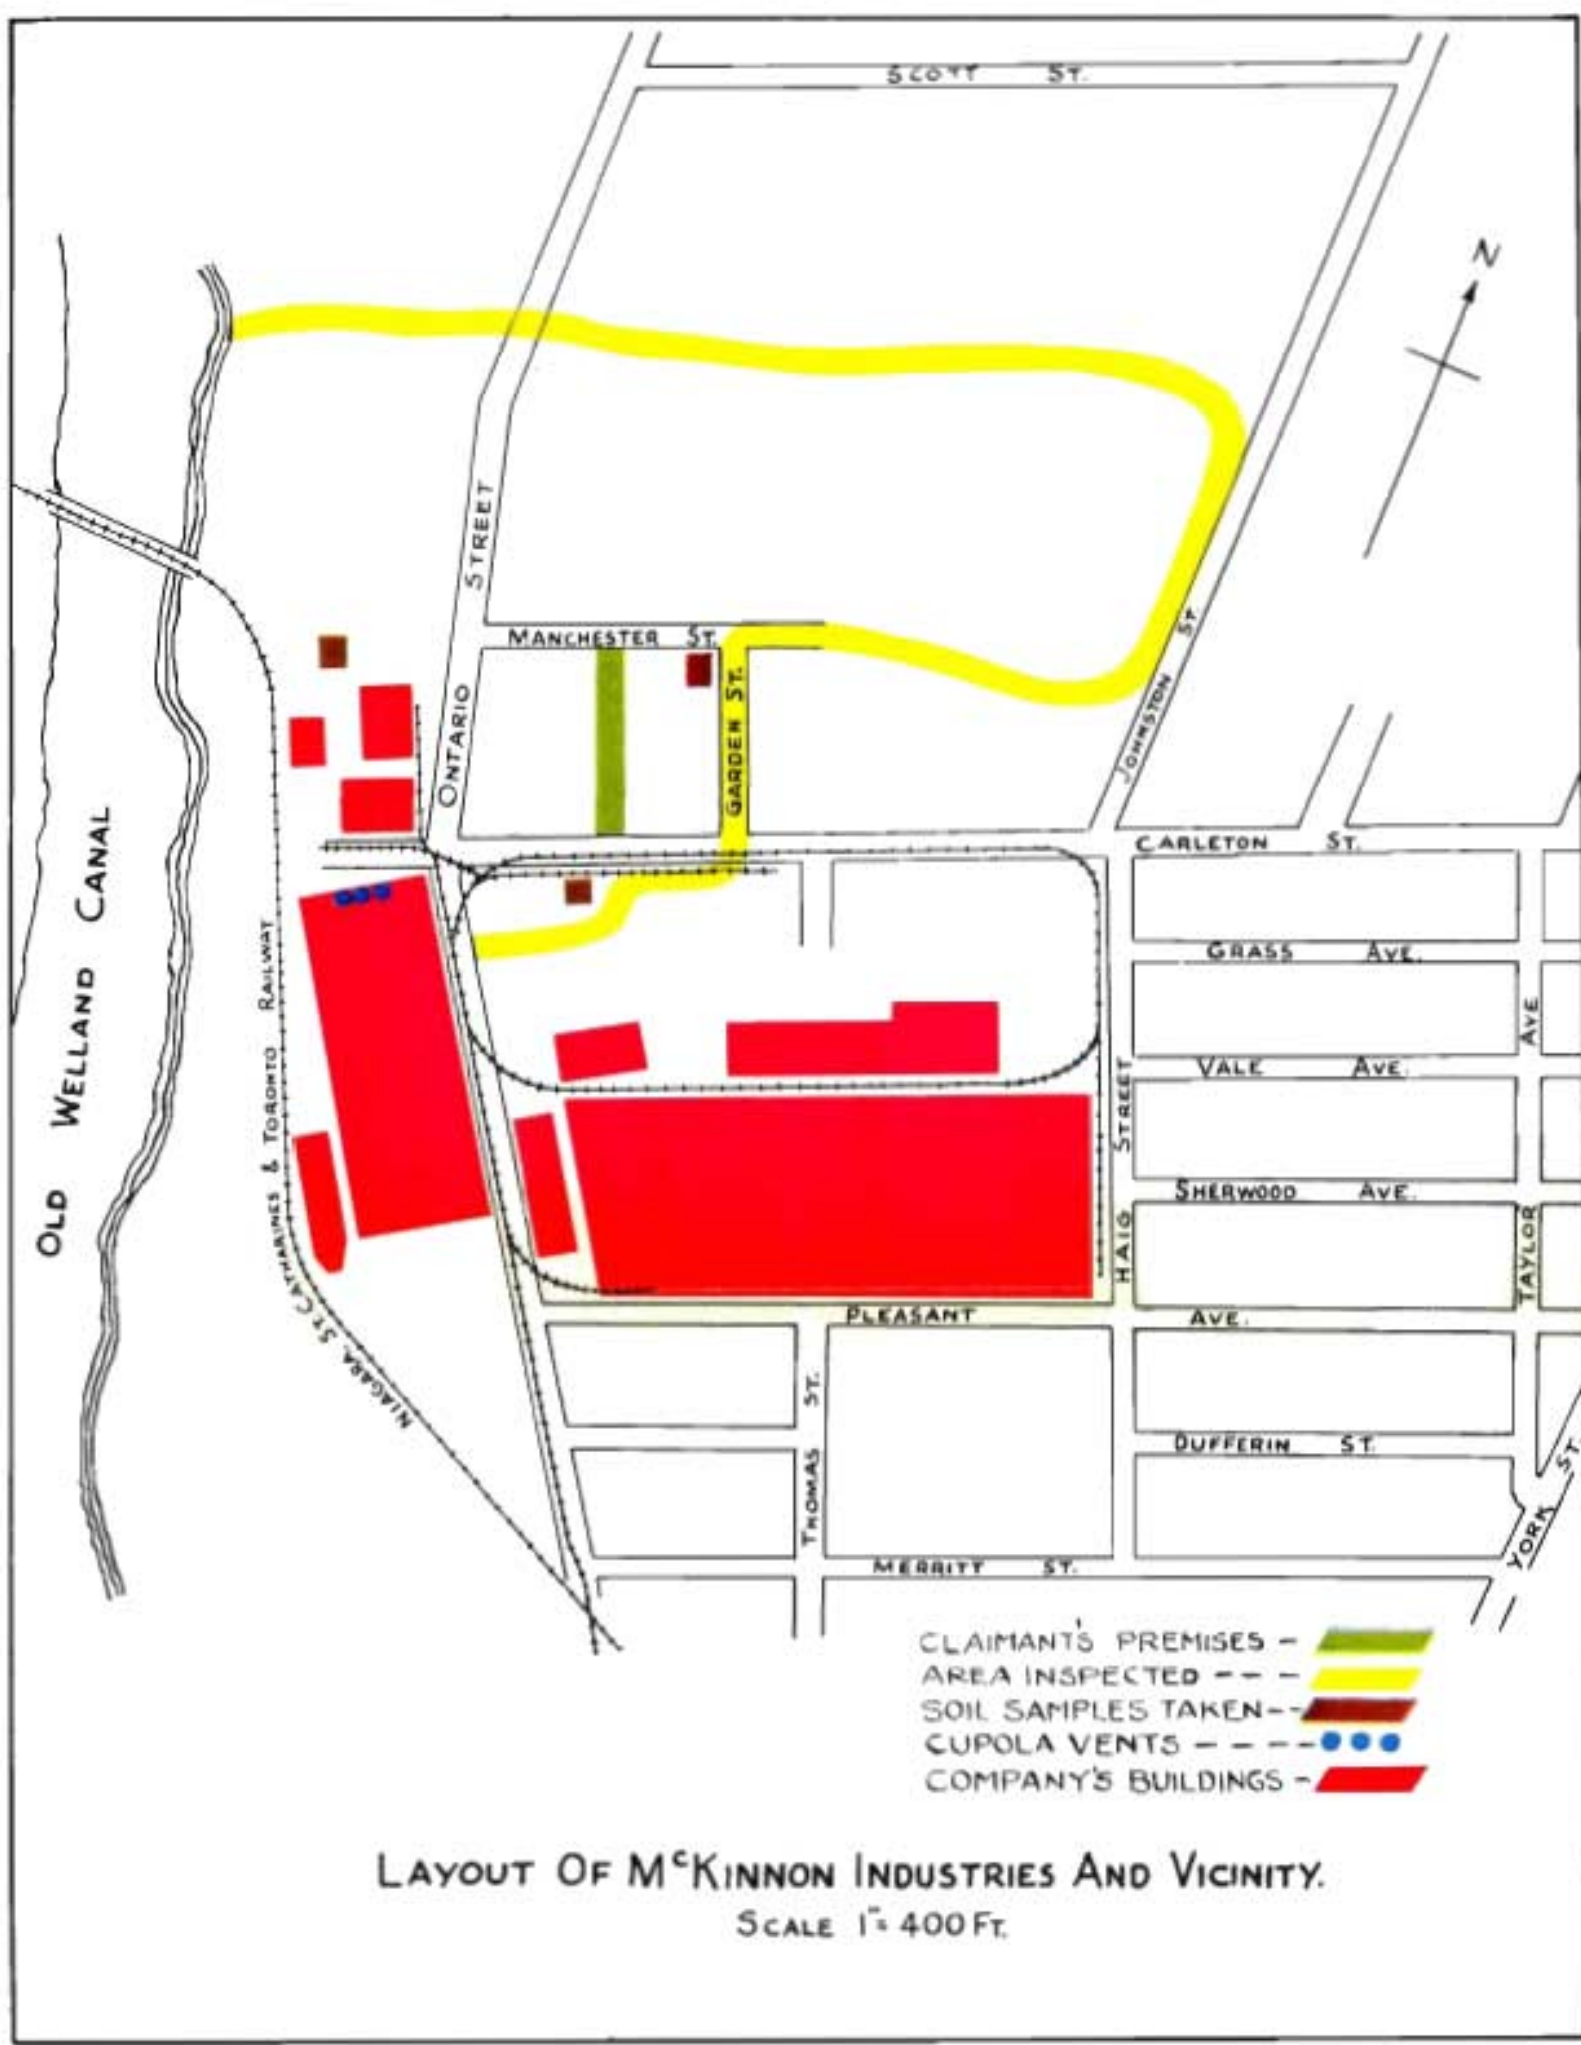 SCOTT ST.
N
STREET
MANCHESTER ST.
JOHNSTON ST
GARDEN ST.
ONTARIO
CARLETON ST.
OLD WELLAND CANAL
GRASS AVE.
AVE
NIAGARA, ST. CATHARINES & TORONTO RAILWAY
VALE AVE.
HAIG STREET
SHERWOOD AVE.
TAYLOR
PLEASANT AVE.
THOMAS ST.
DUFFERIN ST.
YORK ST.
MERRITT ST.
CLAIMANT'S PREMISES -
AREA INSPECTED - - -
SOIL SAMPLES TAKEN - -
CUPOLA VENTS - - - - -
COMPANY'S BUILDINGS -
LAYOUT OF McKINNON INDUSTRIES AND VICINITY.
SCALE 1"= 400 FT.